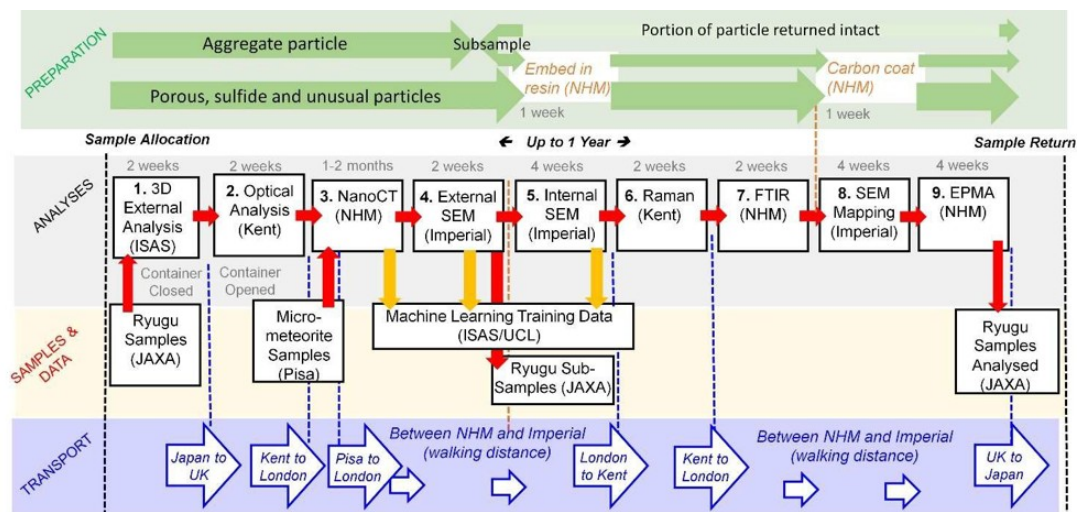 PREPARATION
Aggregate particle
Subsample
Portion of particle returned intact
Porous, sulfide and unusual particles
Embed in
resin (NHM)
1 week
Carbon coat
(NHM)
1 week
Sample Allocation
← Up to 1 Year →
Sample Return
ANALYSES
2 weeks
2 weeks
1-2 months
2 weeks
4 weeks
2 weeks
2 weeks
4 weeks
4 weeks
1. 3D
External
Analysis
(ISAS)
2. Optical
Analysis
(Kent)
3. NanoCT
(NHM)
4. External
SEM
(Imperial)
5. Internal
SEM
(Imperial)
6. Raman
(Kent)
7. FTIR
(NHM)
8. SEM
Mapping
(Imperial)
9. EPMA
(NHM)
Container
Closed
Container
Opened
SAMPLES &
DATA
Ryugu
Samples
(JAXA)
Micro-
meteorite
Samples
(Pisa)
Machine Learning Training Data
(ISAS/UCL)
Ryugu Sub-
Samples (JAXA)
Ryugu
Samples
Analysed
(JAXA)
TRANSPORT
Japan to
UK
Kent to
London
Pisa to
London
Between NHM and Imperial
(walking distance)
London
to Kent
Kent to
London
Between NHM and Imperial
(walking distance)
UK to
Japan